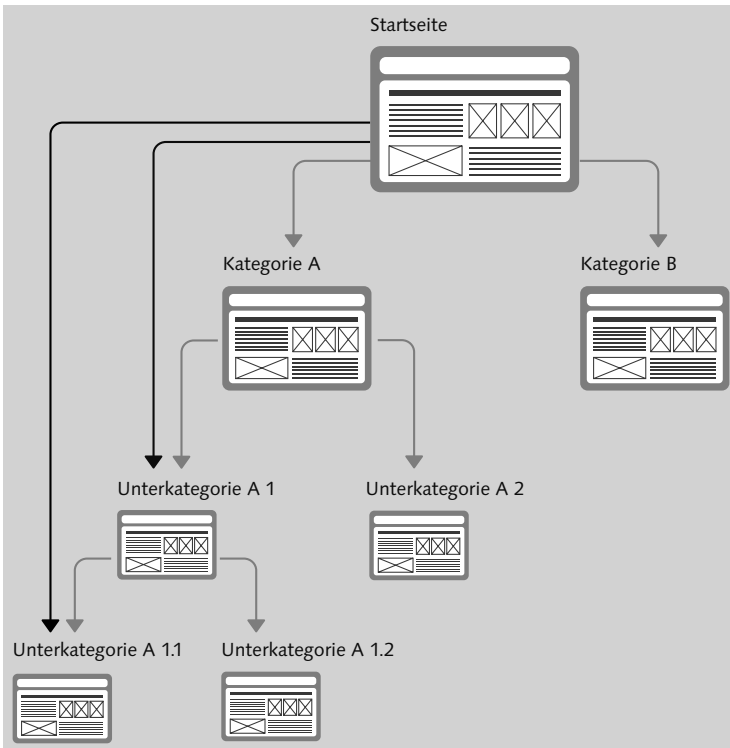 Startseite
Kategorie A
Kategorie B
Unterkategorie A 1
Unterkategorie A 2
Unterkategorie A 1.1
Unterkategorie A 1.2